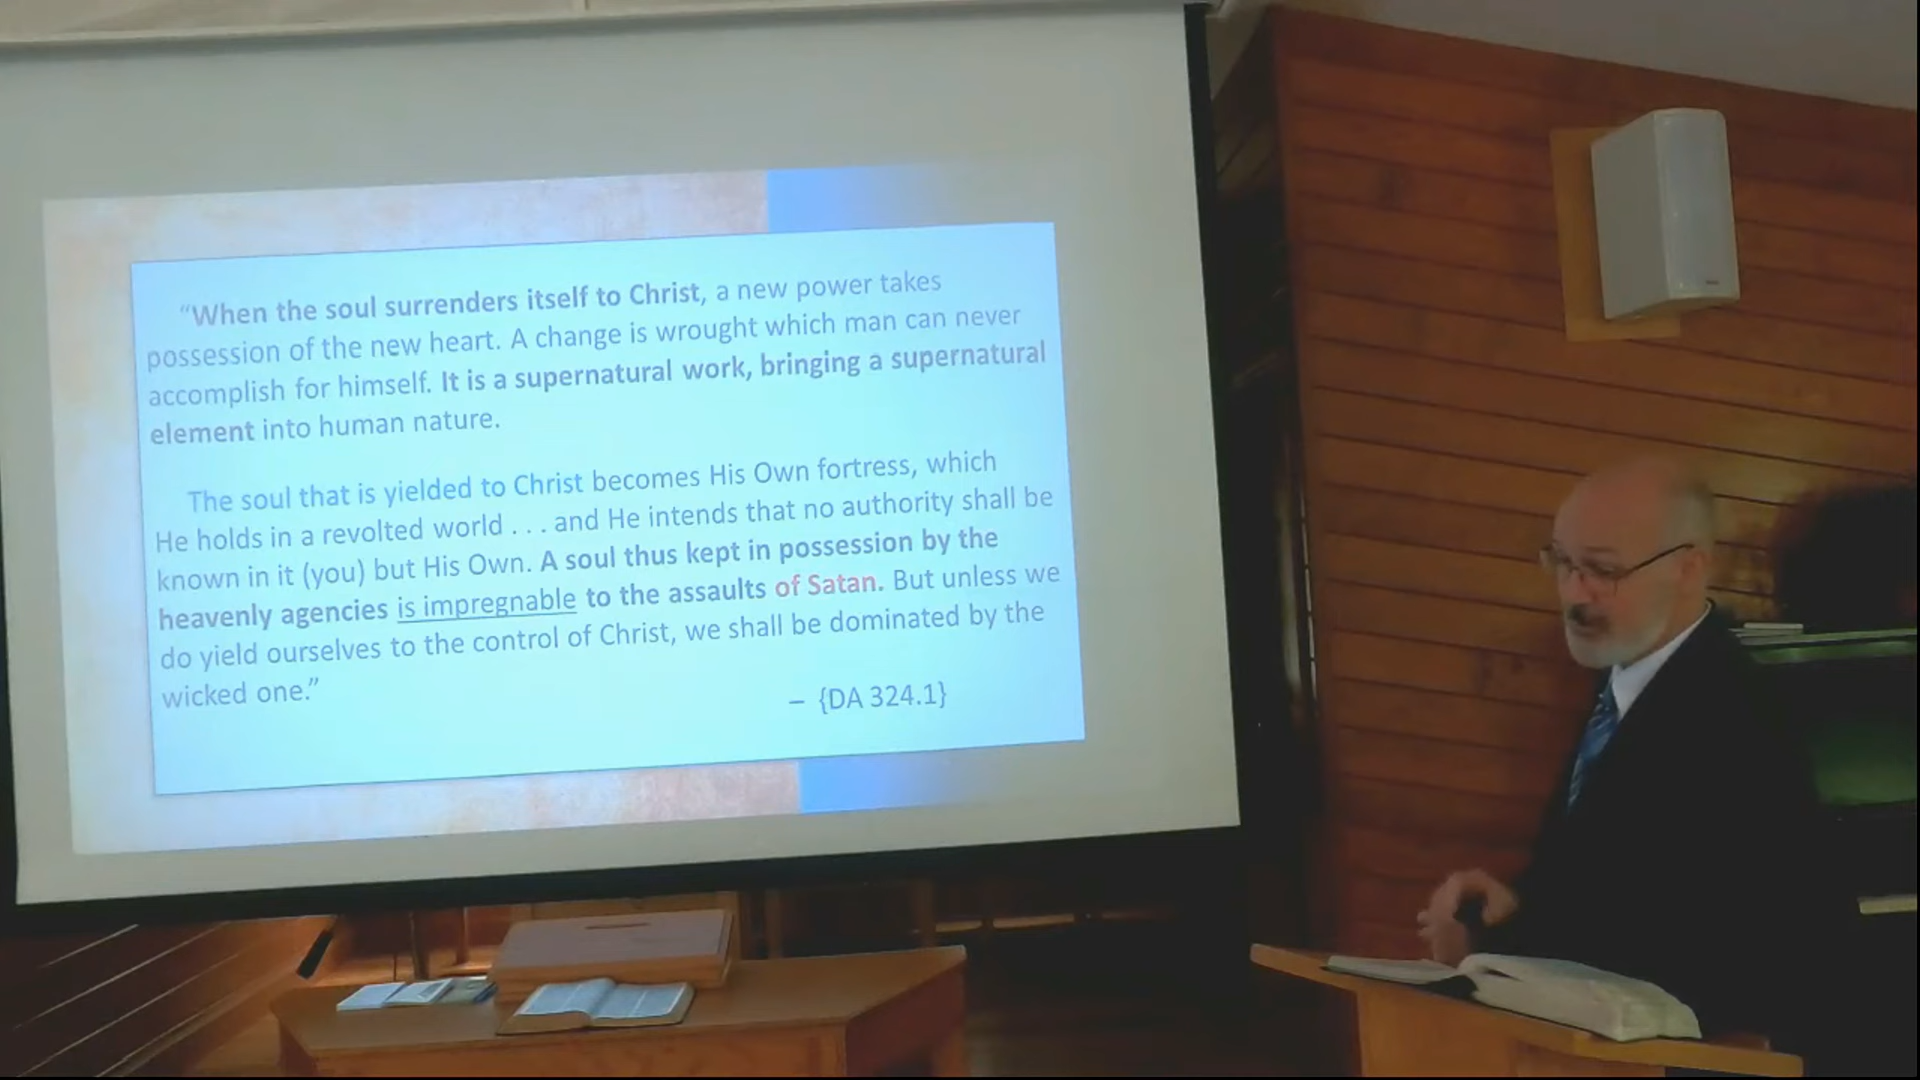 “When the soul surrenders itself to Christ, a new power takes
possession of the new heart. A change is wrought which man can never
accomplish for himself. It is a supernatural work, bringing a supernatural
element into human nature.
The soul that is yielded to Christ becomes His Own fortress, which
He holds in a revolted world . . . and He intends that no authority shall be
known in it (you) but His Own. A soul thus kept in possession by the
heavenly agencies is impregnable to the assaults of Satan. But unless we
do yield ourselves to the control of Christ, we shall be dominated by the
wicked one.”
– {DA 324.1}